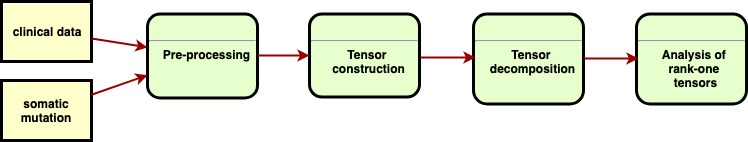 clinical data
somatic
mutation
Pre-processing
Tensor
construction
Tensor
decomposition
Analysis of
rank-one
tensors